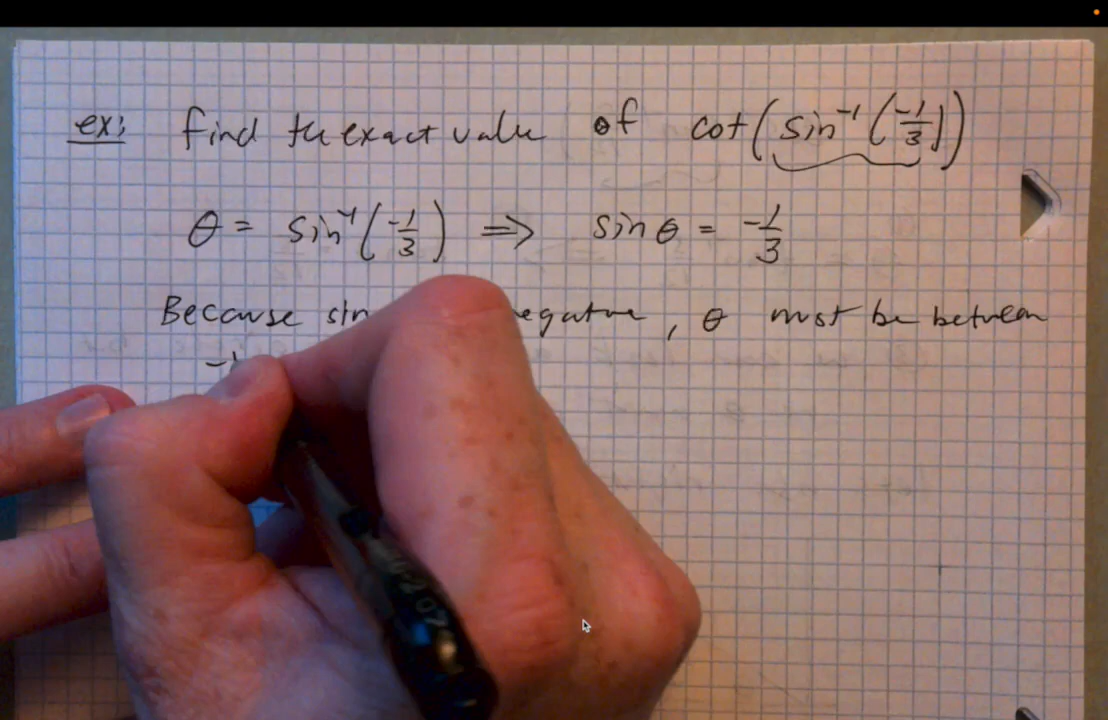 ex: find the exact value of cot(sin⁻¹(-1/3))
θ = sin⁻¹(-1/3) ⇒ sin θ = -1/3
Because sin negative, θ must be between